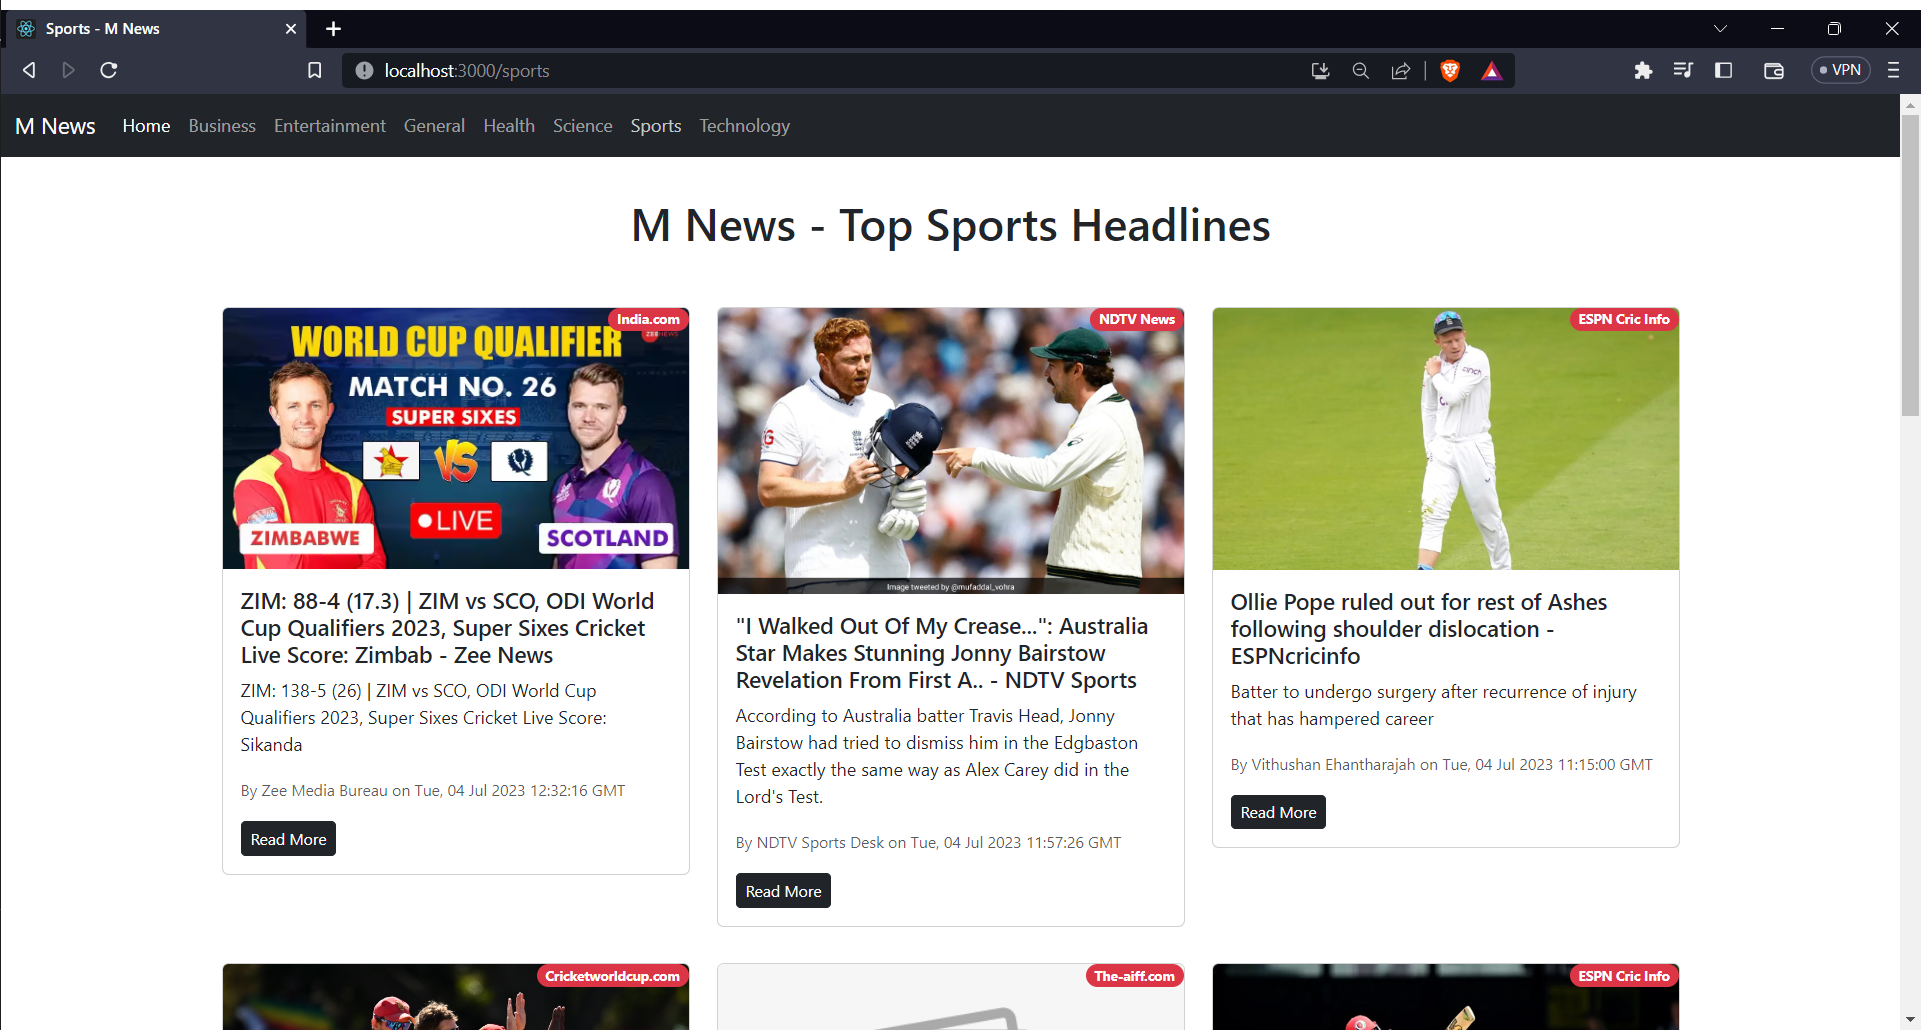 Sports - M News
localhost:3000/sports
VPN
M News
Home
Business
Entertainment
General
Health
Science
Sports
Technology
M News - Top Sports Headlines
India.com
WORLD CUP QUALIFIER
ZEE NEWS
MATCH NO. 26
SUPER SIXES
VS
LIVE
ZIMBABWE
SCOTLAND
ZIM: 88-4 (17.3) | ZIM vs SCO, ODI World
Cup Qualifiers 2023, Super Sixes Cricket
Live Score: Zimbab - Zee News
ZIM: 138-5 (26) | ZIM vs SCO, ODI World Cup
Qualifiers 2023, Super Sixes Cricket Live Score:
Sikanda
By Zee Media Bureau on Tue, 04 Jul 2023 12:32:16 GMT
Read More
NDTV News
Image tweeted by @mufaddal_vohra
"I Walked Out Of My Crease...": Australia
Star Makes Stunning Jonny Bairstow
Revelation From First A.. - NDTV Sports
According to Australia batter Travis Head, Jonny
Bairstow had tried to dismiss him in the Edgbaston
Test exactly the same way as Alex Carey did in the
Lord's Test.
By NDTV Sports Desk on Tue, 04 Jul 2023 11:57:26 GMT
Read More
ESPN Cric Info
cinch
Ollie Pope ruled out for rest of Ashes
following shoulder dislocation -
ESPNcricinfo
Batter to undergo surgery after recurrence of injury
that has hampered career
By Vithushan Ehantharajah on Tue, 04 Jul 2023 11:15:00 GMT
Read More
Cricketworldcup.com
The-aiff.com
ESPN Cric Info